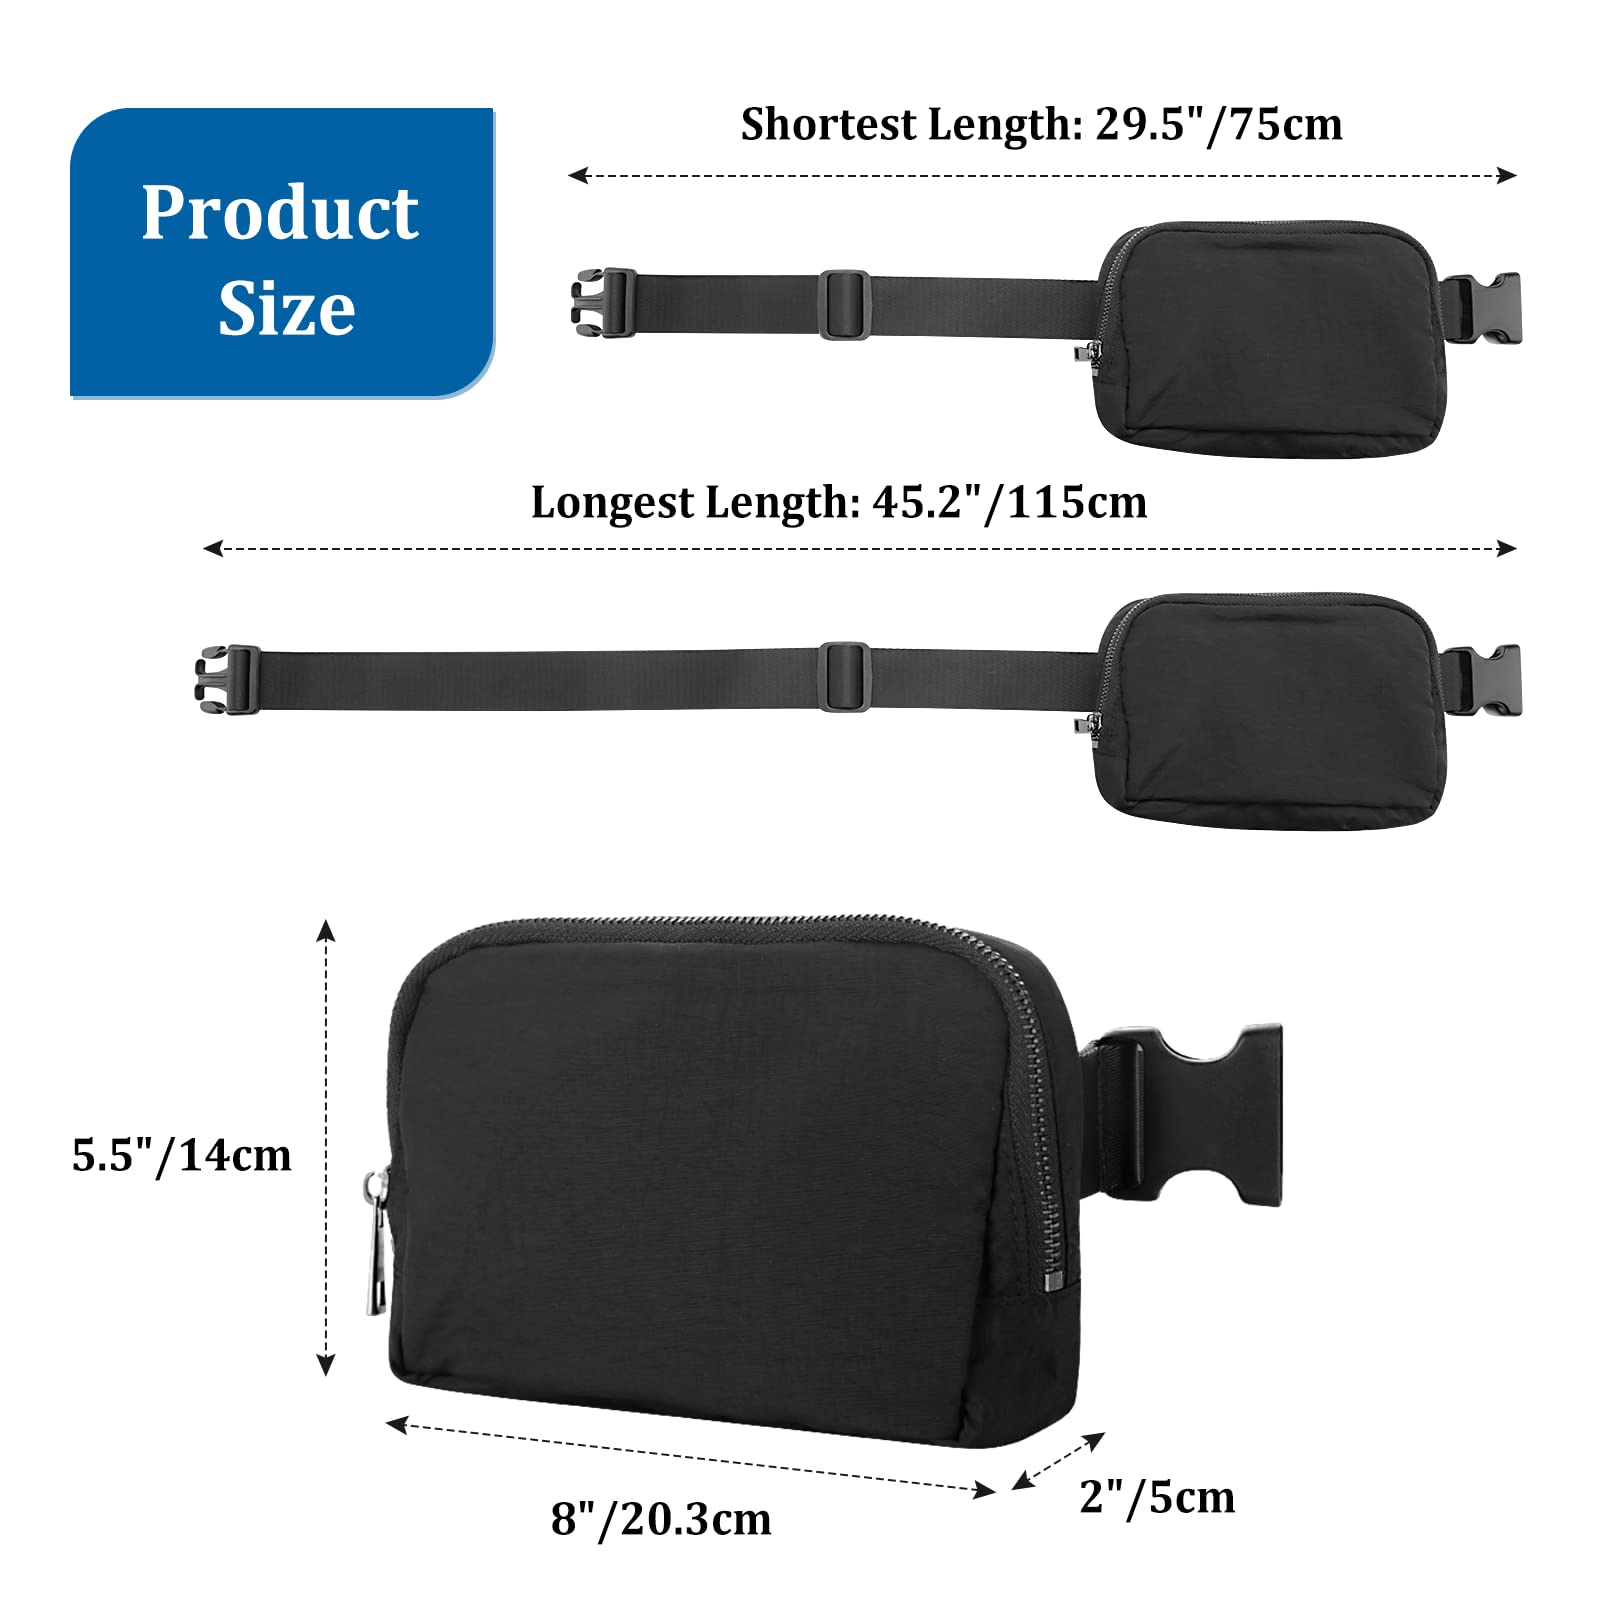 Product
Size
Shortest Length: 29.5"/75cm
Longest Length: 45.2"/115cm
5.5"/14cm
8"/20.3cm
2"/5cm